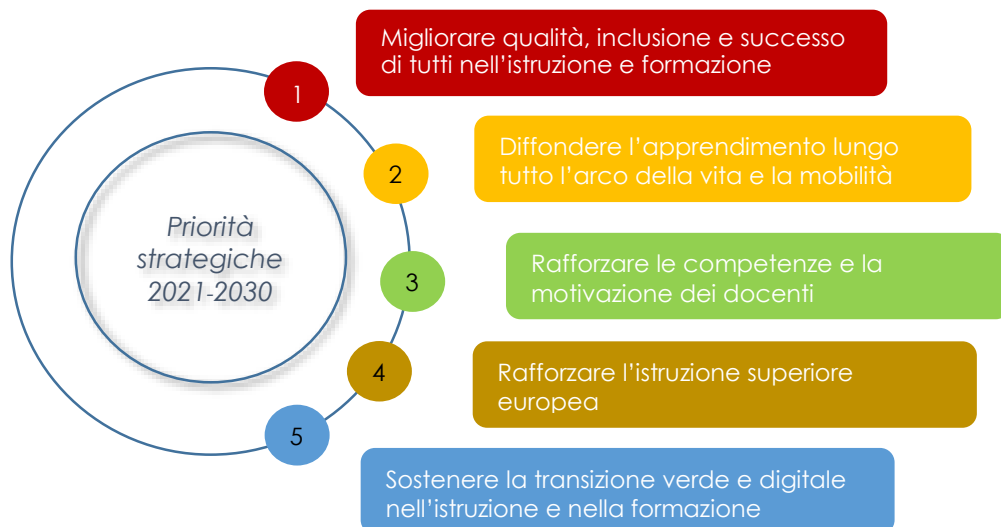 Priorità
strategiche
2021-2030
1
Migliorare qualità, inclusione e successo
di tutti nell’istruzione e formazione
2
Diffondere l’apprendimento lungo
tutto l’arco della vita e la mobilità
3
Rafforzare le competenze e la
motivazione dei docenti
4
Rafforzare l’istruzione superiore
europea
5
Sostenere la transizione verde e digitale
nell’istruzione e nella formazione